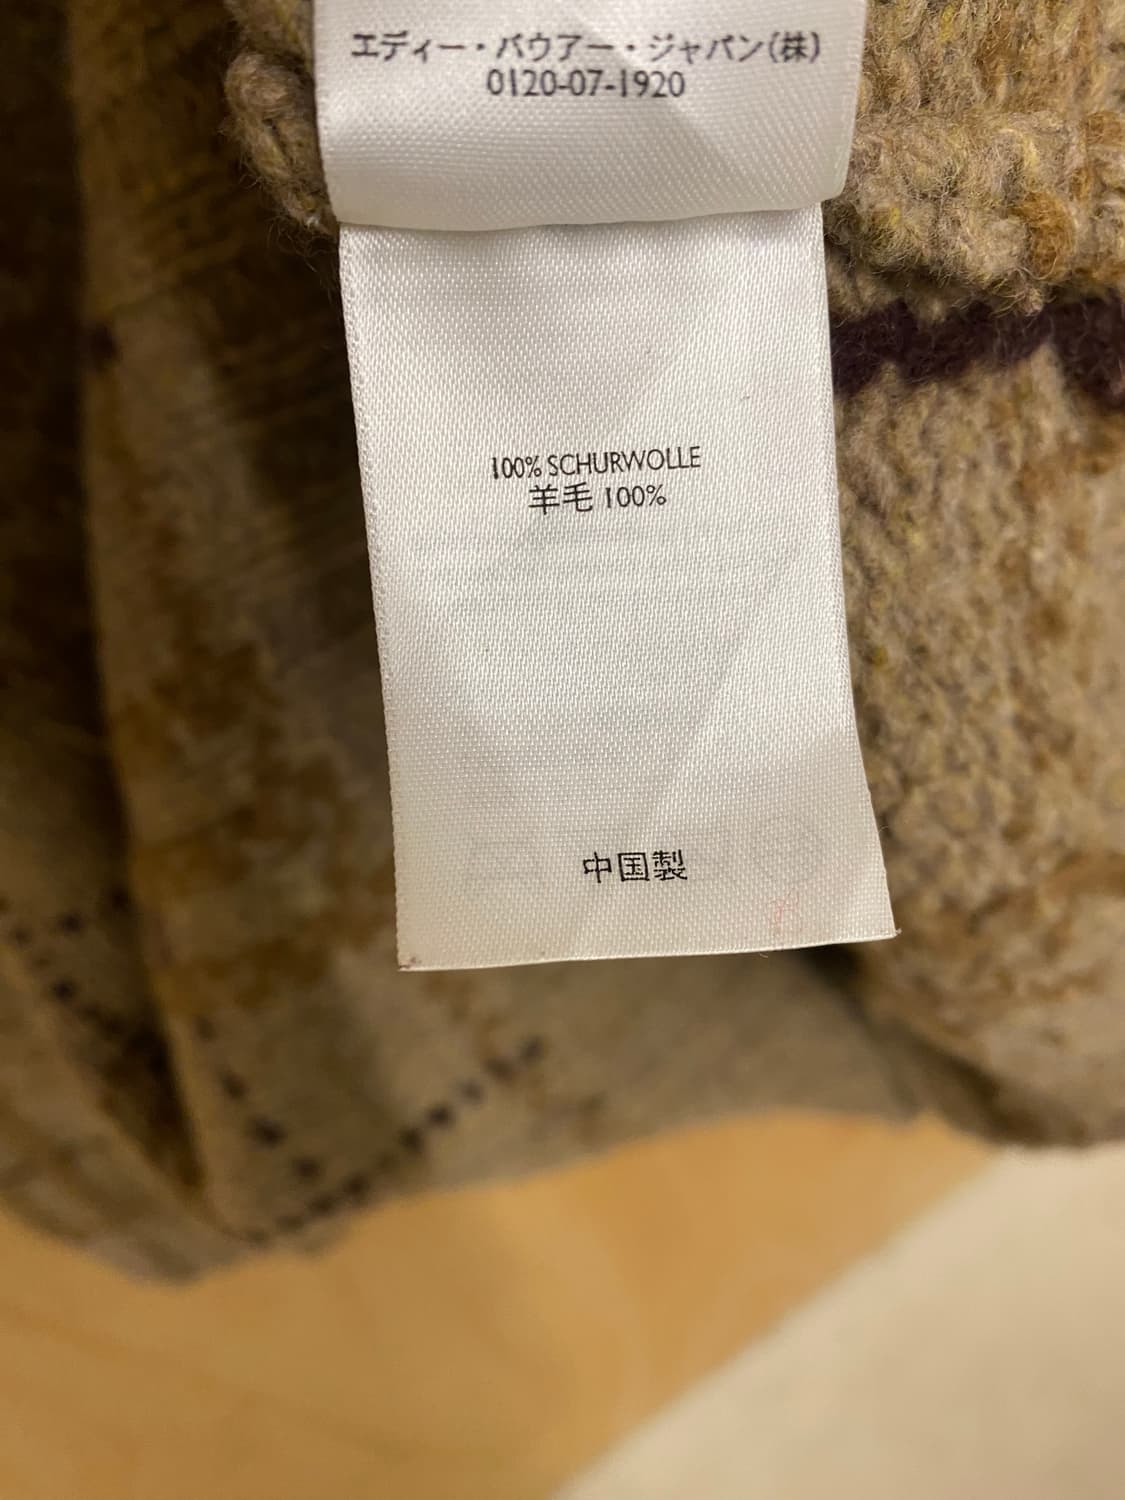 エディー・バウアー・ジャパン(株)
0120-07-1920
100% SCHURWOLLE
羊毛 100%
中国製